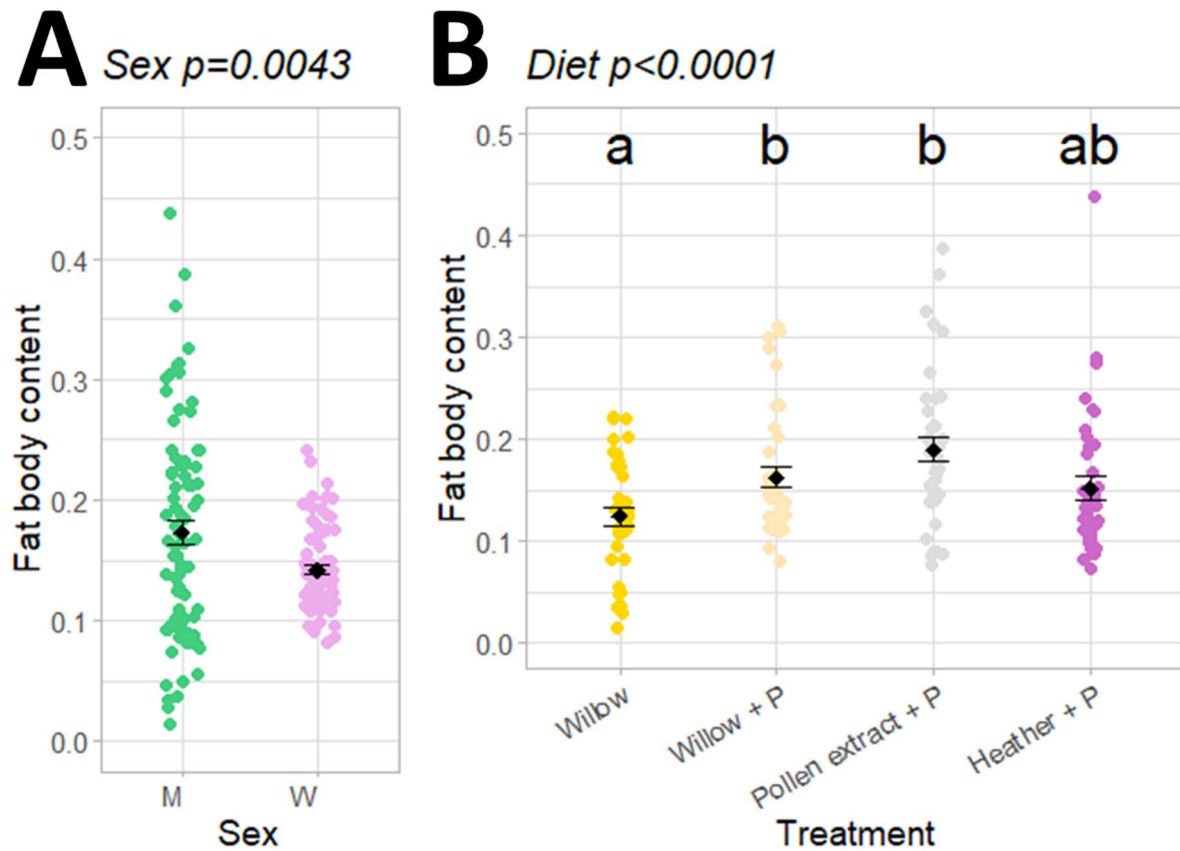 A Sex p=0.0043
Fat body content
0.5
0.4
0.3
0.2
0.1
0.0
M W
Sex
B Diet p<0.0001
Fat body content
0.5
0.4
0.3
0.2
0.1
0.0
a b b ab
Willow
Willow + P
Pollen extract + P
Heather + P
Treatment